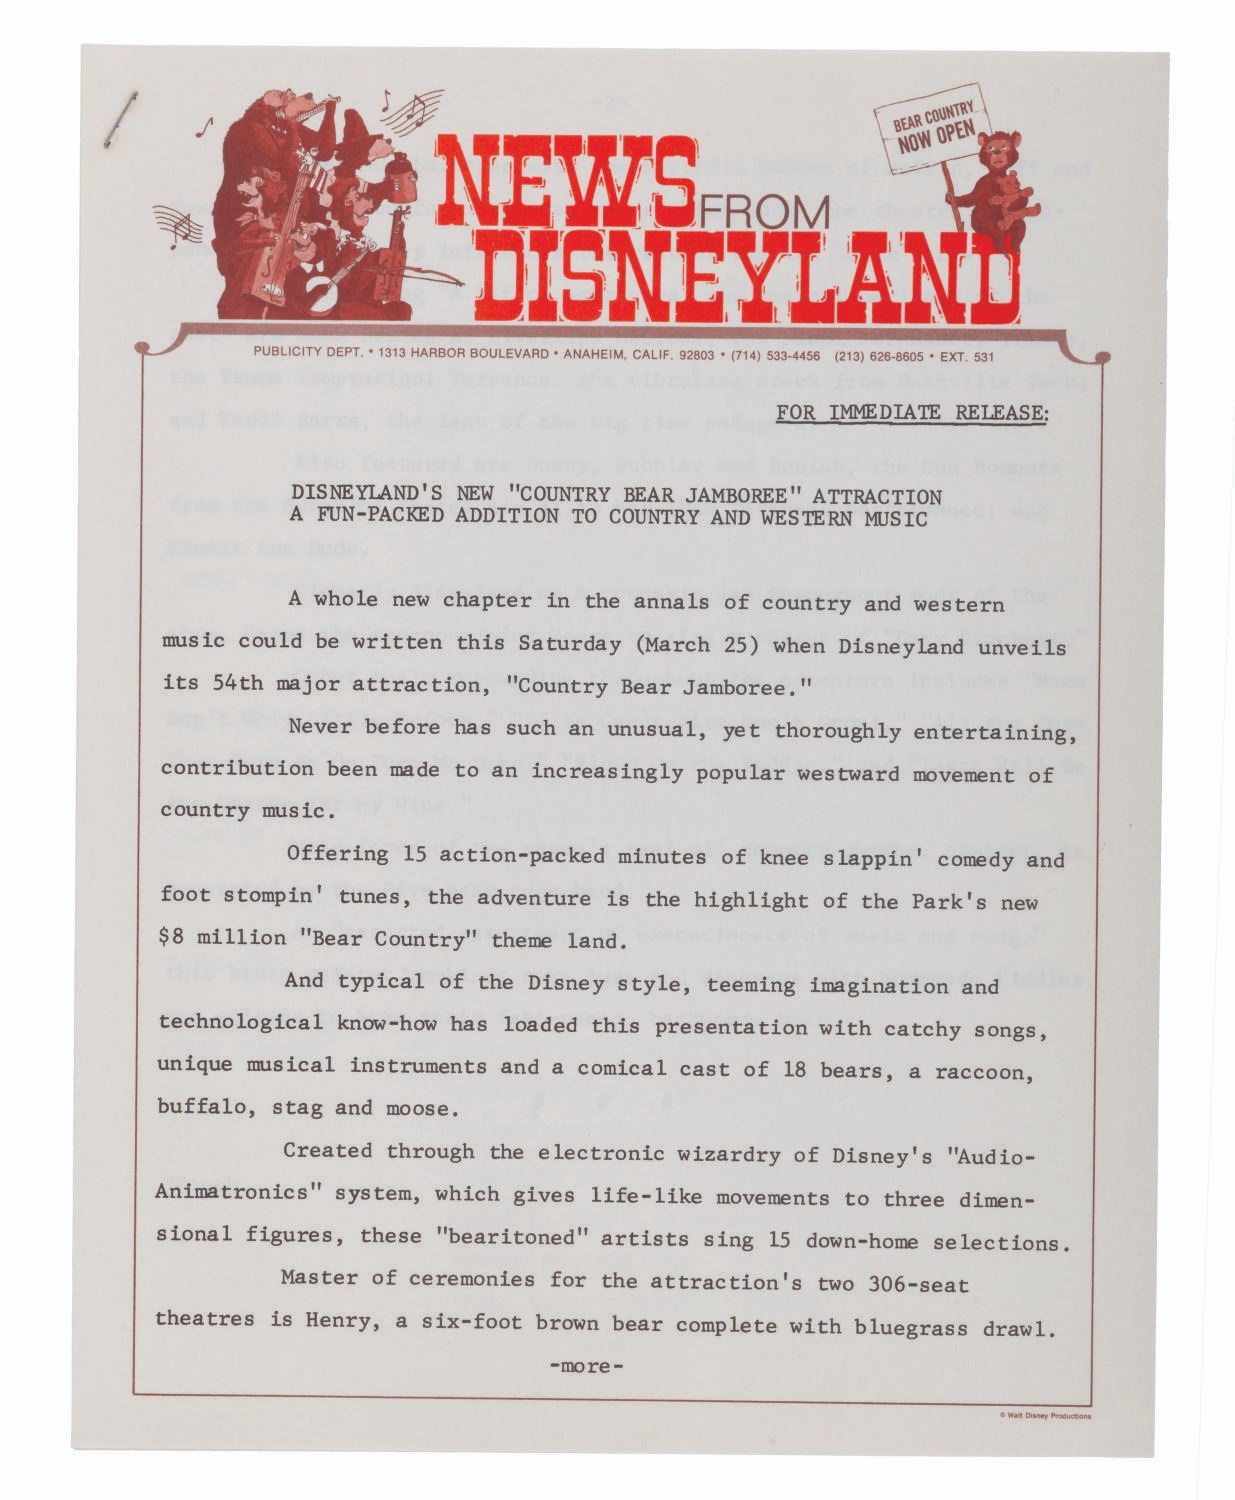 BEAR COUNTRY
NOW OPEN
NEWS
FROM
DISNEYLAND
PUBLICITY DEPT. • 1313 HARBOR BOULEVARD • ANAHEIM, CALIF. 92803 • (714) 533-4456 (213) 626-8605 • EXT. 531
FOR IMMEDIATE RELEASE:
DISNEYLAND'S NEW "COUNTRY BEAR JAMBOREE" ATTRACTION
A FUN-PACKED ADDITION TO COUNTRY AND WESTERN MUSIC
A whole new chapter in the annals of country and western
music could be written this Saturday (March 25) when Disneyland unveils
its 54th major attraction, "Country Bear Jamboree."
Never before has such an unusual, yet thoroughly entertaining,
contribution been made to an increasingly popular westward movement of
country music.
Offering 15 action-packed minutes of knee slappin' comedy and
foot stompin' tunes, the adventure is the highlight of the Park's new
$8 million "Bear Country" theme land.
And typical of the Disney style, teeming imagination and
technological know-how has loaded this presentation with catchy songs,
unique musical instruments and a comical cast of 18 bears, a raccoon,
buffalo, stag and moose.
Created through the electronic wizardry of Disney's "Audio-
Animatronics" system, which gives life-like movements to three dimen-
sional figures, these "bearitoned" artists sing 15 down-home selections.
Master of ceremonies for the attraction's two 306-seat
theatres is Henry, a six-foot brown bear complete with bluegrass drawl.
-more-
© Walt Disney Productions